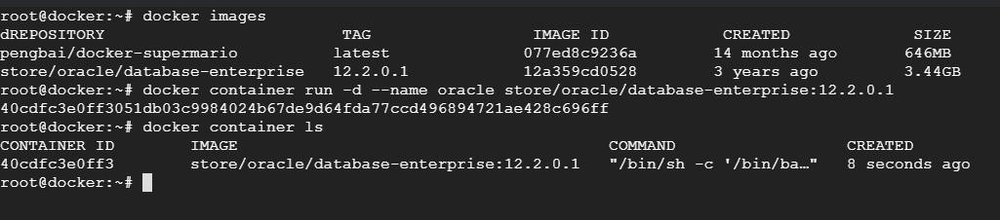 root@docker:~# docker images
dREPOSITORY TAG IMAGE ID CREATED SIZE
pengbai/docker-supermario latest 077ed8c9236a 14 months ago 646MB
store/oracle/database-enterprise 12.2.0.1 12a359cd0528 3 years ago 3.44GB
root@docker:~# docker container run -d --name oracle store/oracle/database-enterprise:12.2.0.1
40cdfc3e0ff3051db03c9984024b67de9d64fda77ccd496894721ae428c696ff
root@docker:~# docker container ls
CONTAINER ID IMAGE COMMAND CREATED
40cdfc3e0ff3 store/oracle/database-enterprise:12.2.0.1 "/bin/sh -c '/bin/ba…" 8 seconds ago
root@docker:~#